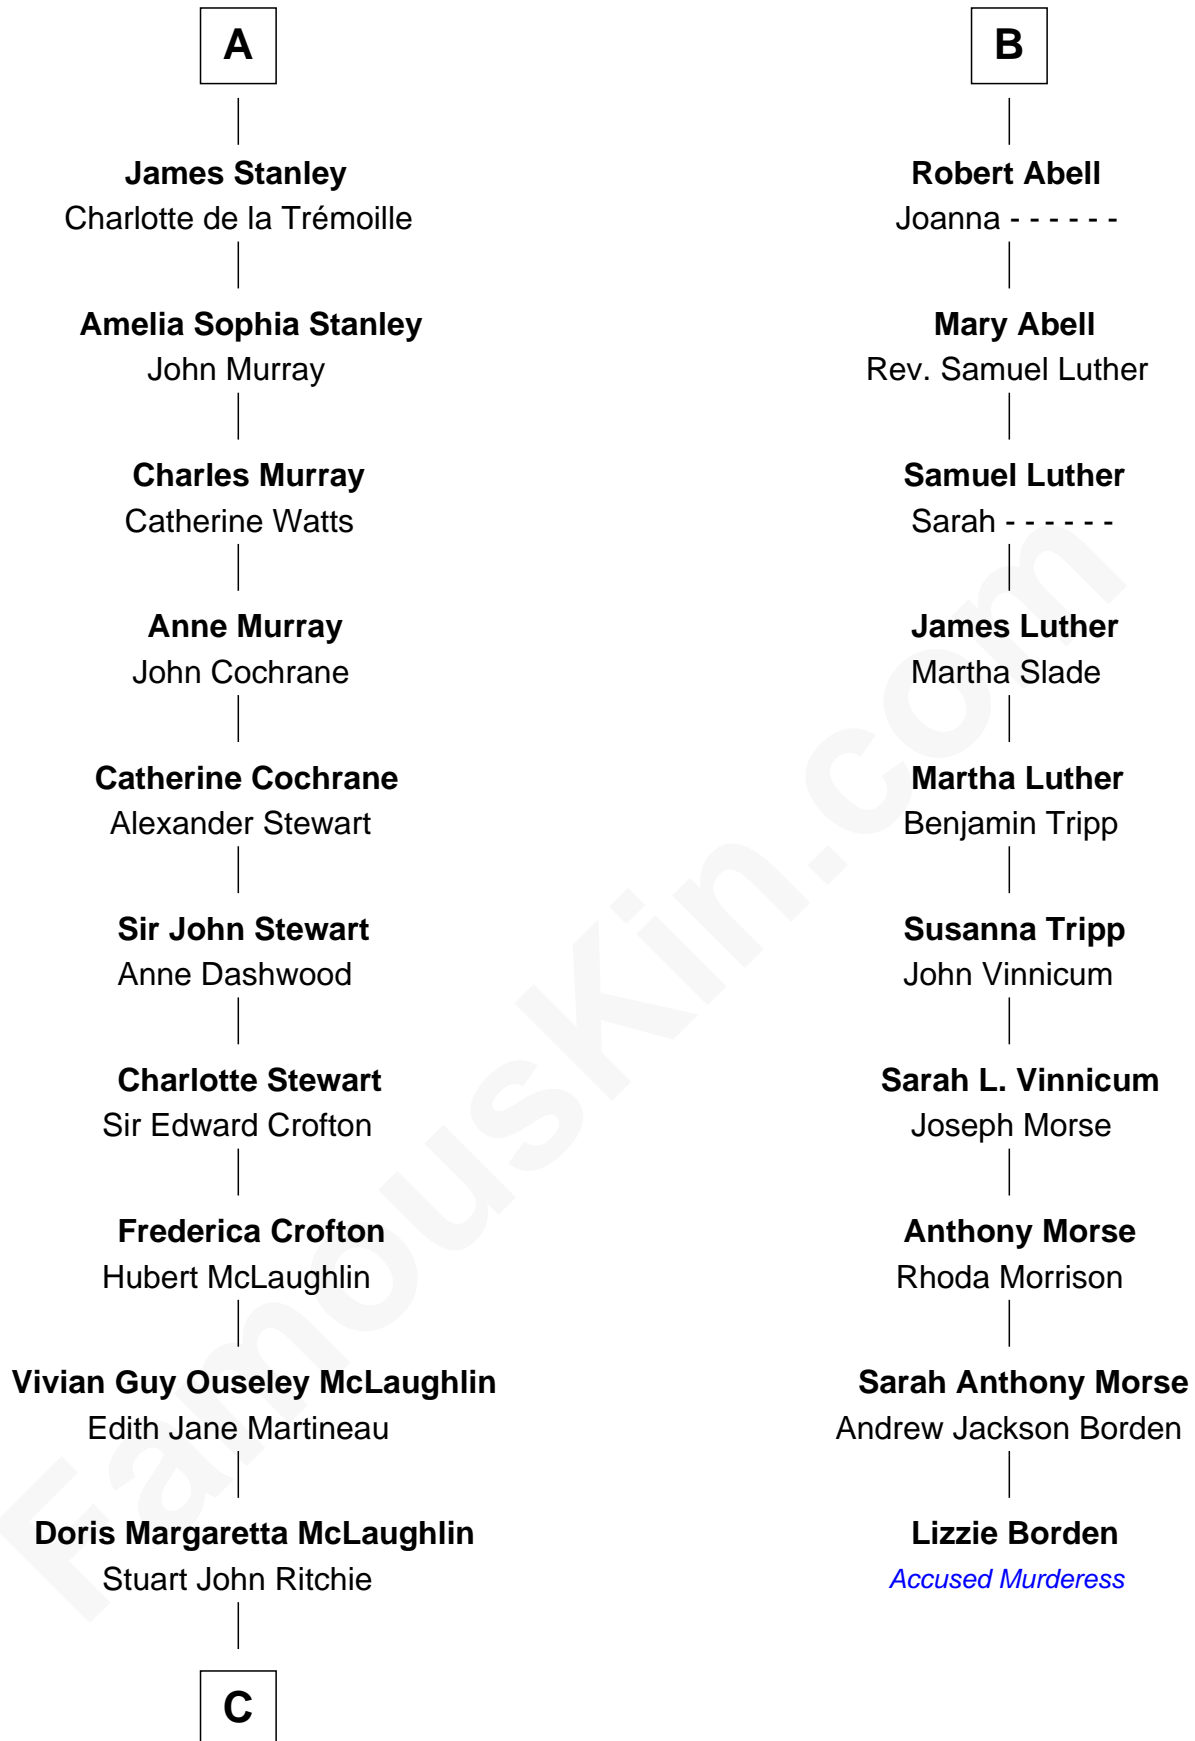 A
James Stanley
Charlotte de la Trémoille
Amelia Sophia Stanley
John Murray
Charles Murray
Catherine Watts
Anne Murray
John Cochrane
Catherine Cochrane
Alexander Stewart
Sir John Stewart
Anne Dashwood
Charlotte Stewart
Sir Edward Crofton
Frederica Crofton
Hubert McLaughlin
Vivian Guy Ouseley McLaughlin
Edith Jane Martineau
Doris Margaretta McLaughlin
Stuart John Ritchie
C
B
Robert Abell
Joanna - - - - - -
Mary Abell
Rev. Samuel Luther
Samuel Luther
Sarah - - - - - -
James Luther
Martha Slade
Martha Luther
Benjamin Tripp
Susanna Tripp
John Vinnicum
Sarah L. Vinnicum
Joseph Morse
Anthony Morse
Rhoda Morrison
Sarah Anthony Morse
Andrew Jackson Borden
Lizzie Borden
Accused Murderess
FamousKin.com